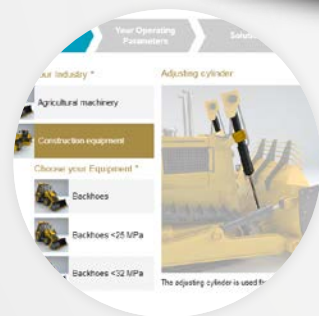 Your Operating
Parameters
Solut
our Industry *
Adjusting cylinder
Agricultural machinery
Construction equipment
Choose your Equipment *
Backhoes
Backhoes <25 MPa
Backhoes <32 MPa
The adjusting cylinder is used